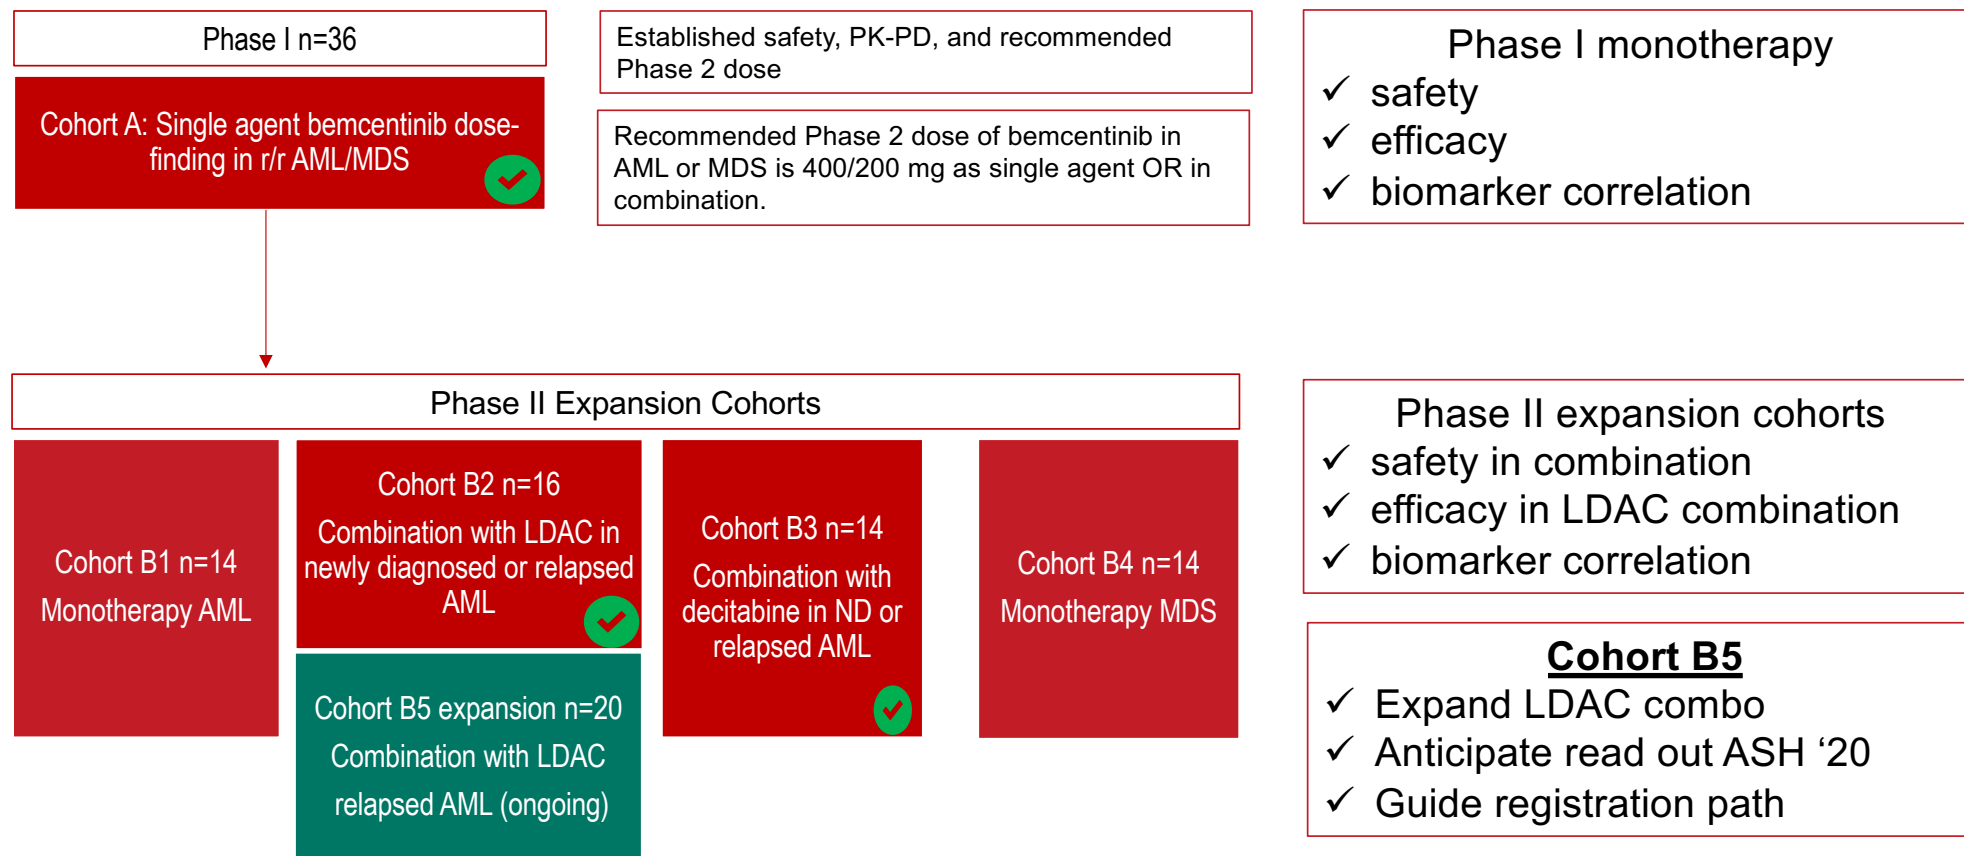 Phase I n=36
Cohort A: Single agent bemcentinib dose-
finding in r/r AML/MDS
Established safety, PK-PD, and recommended
Phase 2 dose
Recommended Phase 2 dose of bemcentinib in
AML or MDS is 400/200 mg as single agent OR in
combination.
Phase I monotherapy
✓ safety
✓ efficacy
✓ biomarker correlation
Phase II Expansion Cohorts
Cohort B1 n=14
Monotherapy AML
Cohort B2 n=16
Combination with LDAC in
newly diagnosed or relapsed
AML
Cohort B5 expansion n=20
Combination with LDAC
relapsed AML (ongoing)
Cohort B3 n=14
Combination with
decitabine in ND or
relapsed AML
Cohort B4 n=14
Monotherapy MDS
Phase II expansion cohorts
✓ safety in combination
✓ efficacy in LDAC combination
✓ biomarker correlation
Cohort B5
✓ Expand LDAC combo
✓ Anticipate read out ASH ‘20
✓ Guide registration path